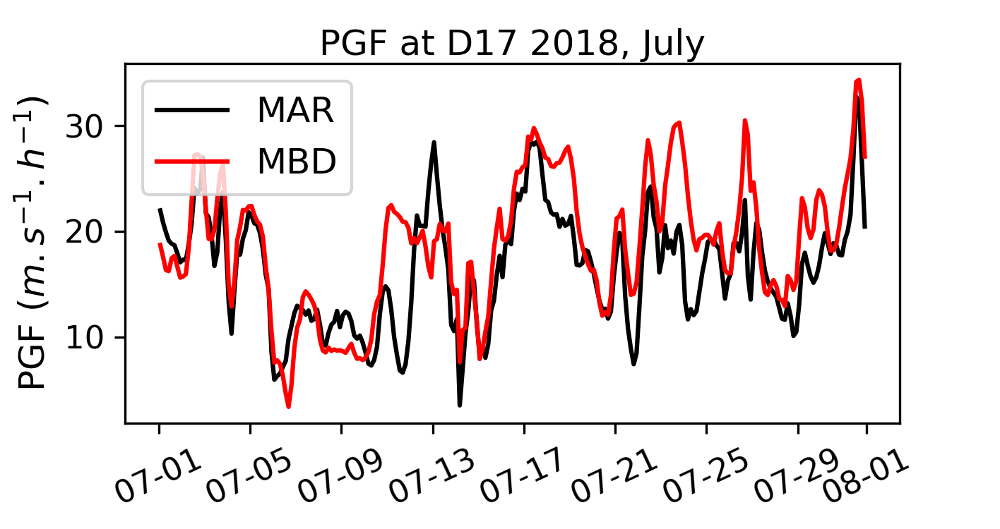 PGF at D17 2018, July
MAR
MBD
PGF (m.s⁻¹.h⁻¹)
30
20
10
07-01 07-05 07-09 07-13 07-17 07-21 07-25 07-29 08-01